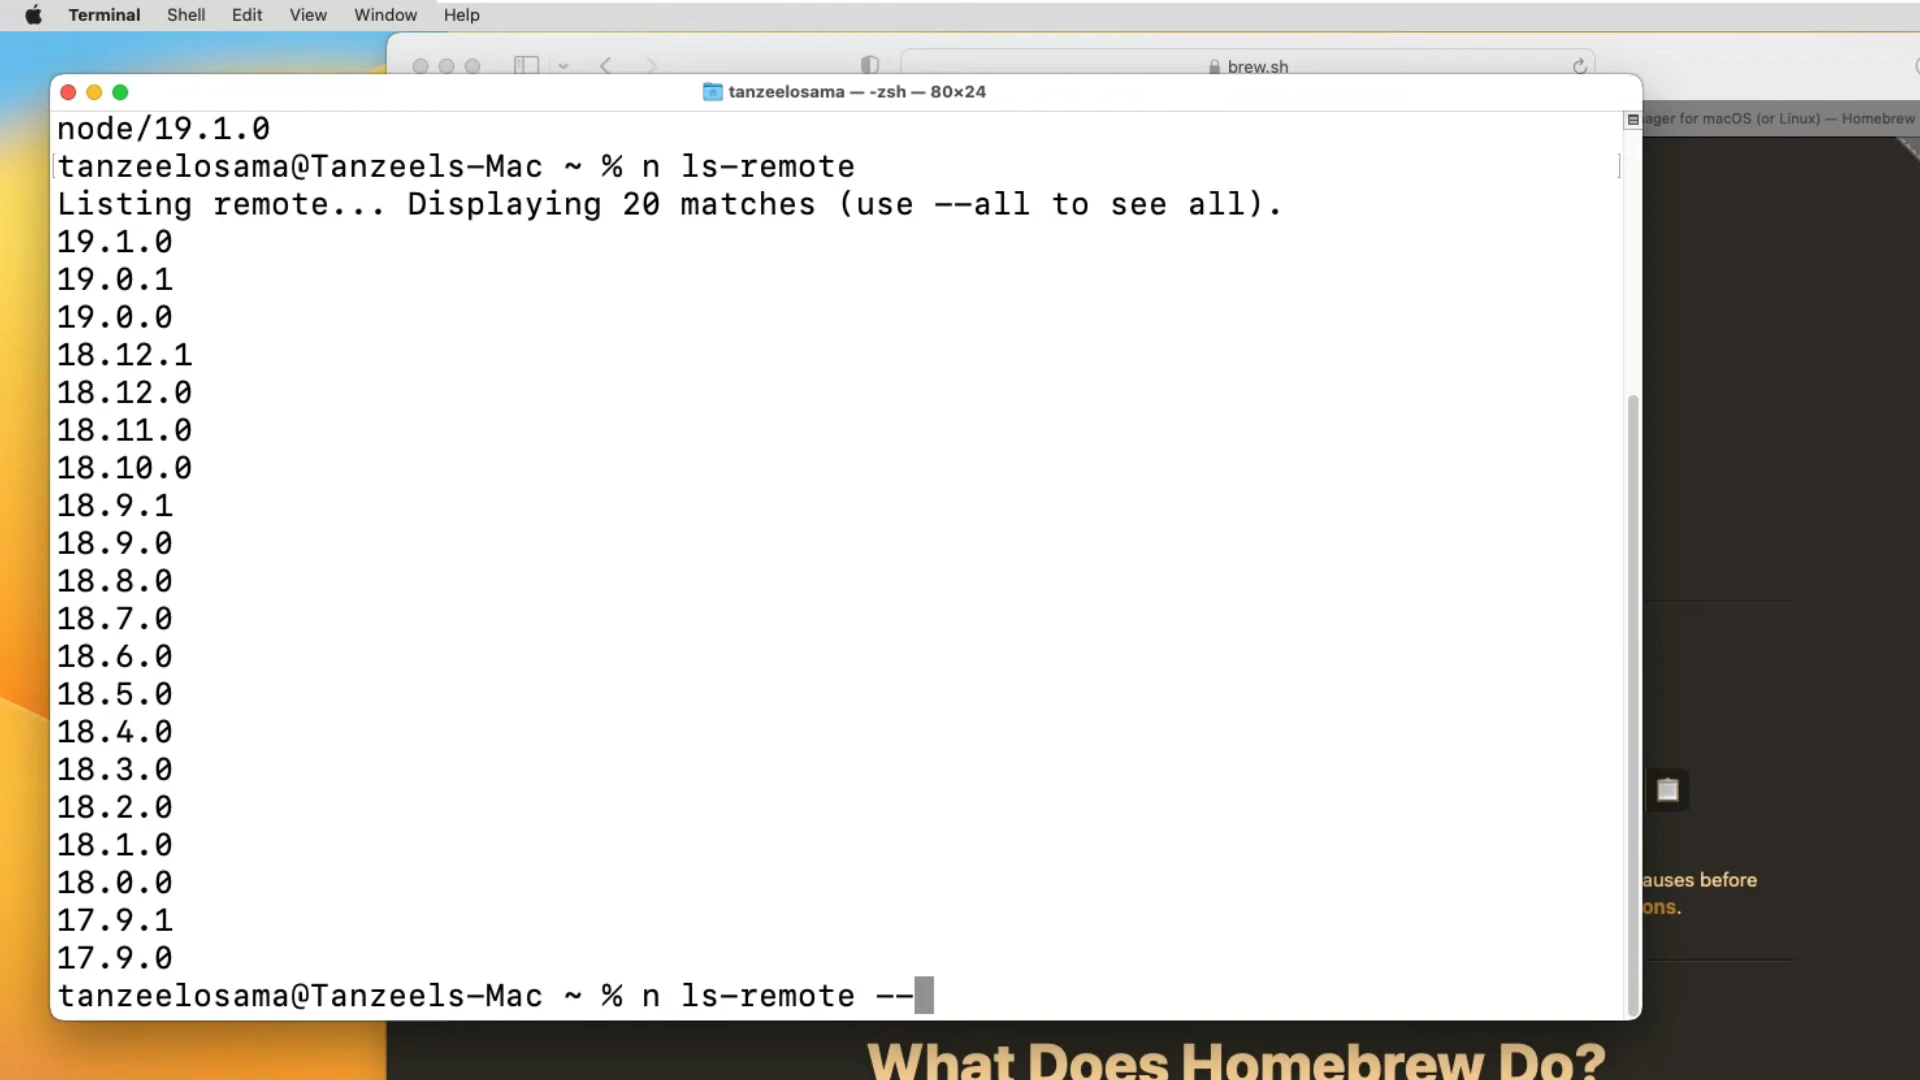 Terminal Shell Edit View Window Help
brew.sh
tanzeelosama — -zsh — 80×24
ager for macOS (or Linux) — Homebrew
node/19.1.0
tanzeelosama@Tanzeels-Mac ~ % n ls-remote
Listing remote... Displaying 20 matches (use --all to see all).
19.1.0
19.0.1
19.0.0
18.12.1
18.12.0
18.11.0
18.10.0
18.9.1
18.9.0
18.8.0
18.7.0
18.6.0
18.5.0
18.4.0
18.3.0
18.2.0
18.1.0
18.0.0
17.9.1
17.9.0
tanzeelosama@Tanzeels-Mac ~ % n ls-remote --
auses before
ons.
What Does Homebrew Do?